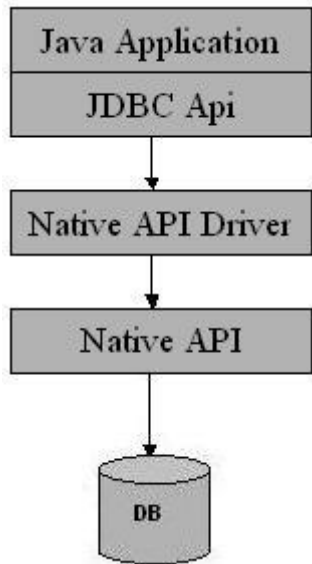 Java Application
JDBC Api
Native API Driver
Native API
DB